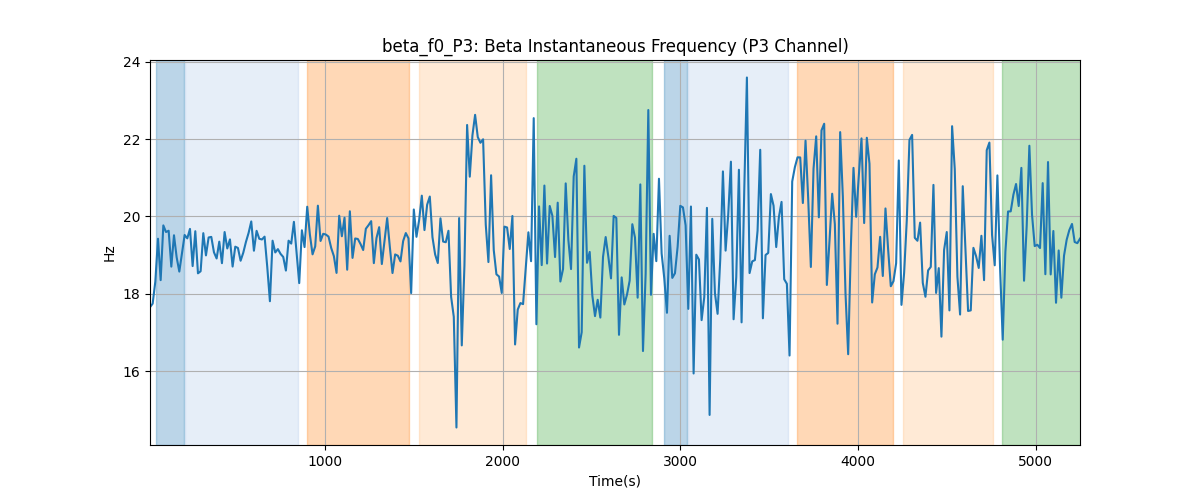 beta_f0_P3: Beta Instantaneous Frequency (P3 Channel)
24
22
20
18
16
Hz
1000 2000 3000 4000 5000
Time(s)